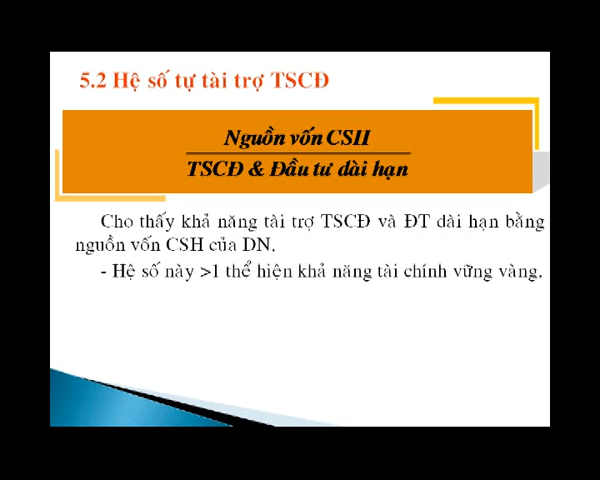 5.2 Hệ số tự tài trợ TSCĐ
Nguồn vốn CSH
TSCĐ & Đầu tư dài hạn
Cho thấy khả năng tài trợ TSCĐ và ĐT dài hạn bằng
nguồn vốn CSH của DN.
- Hệ số này >1 thể hiện khả năng tài chính vững vàng.